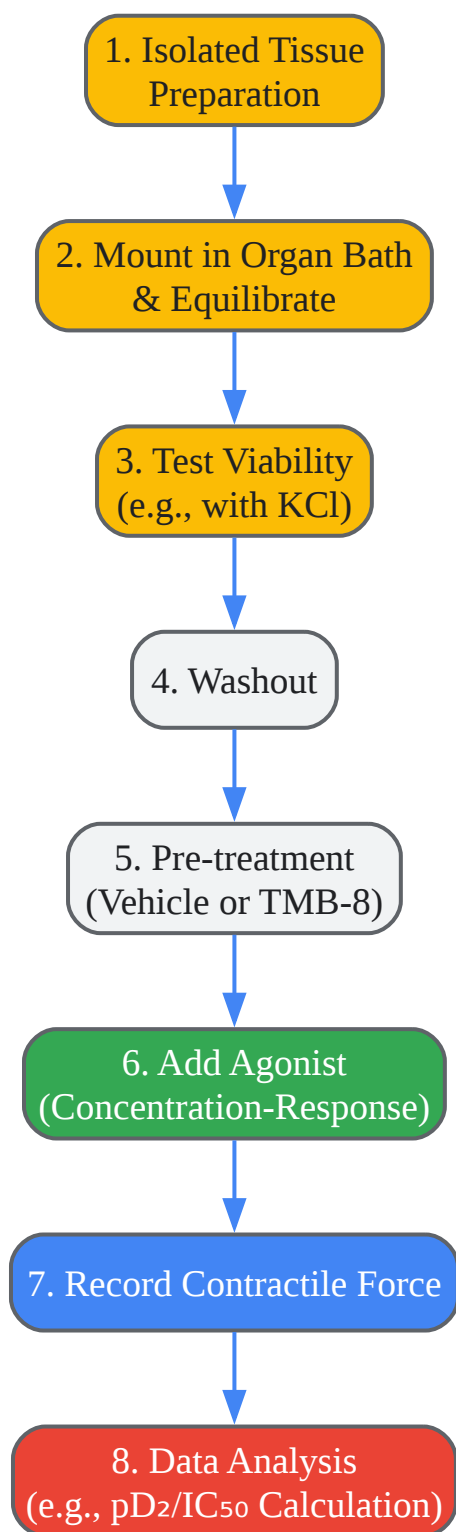 1. Isolated Tissue
Preparation
2. Mount in Organ Bath
& Equilibrate
3. Test Viability
(e.g., with KCl)
4. Washout
5. Pre-treatment
(Vehicle or TMB-8)
6. Add Agonist
(Concentration-Response)
7. Record Contractile Force
8. Data Analysis
(e.g., pD₂/IC₅₀ Calculation)